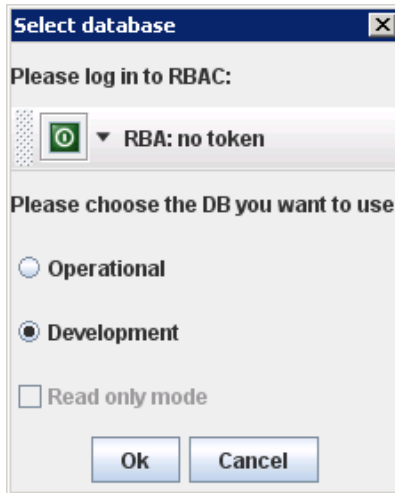 Select database
Please log in to RBAC:
RBA: no token
Please choose the DB you want to use
Operational
Development
Read only mode
Ok Cancel